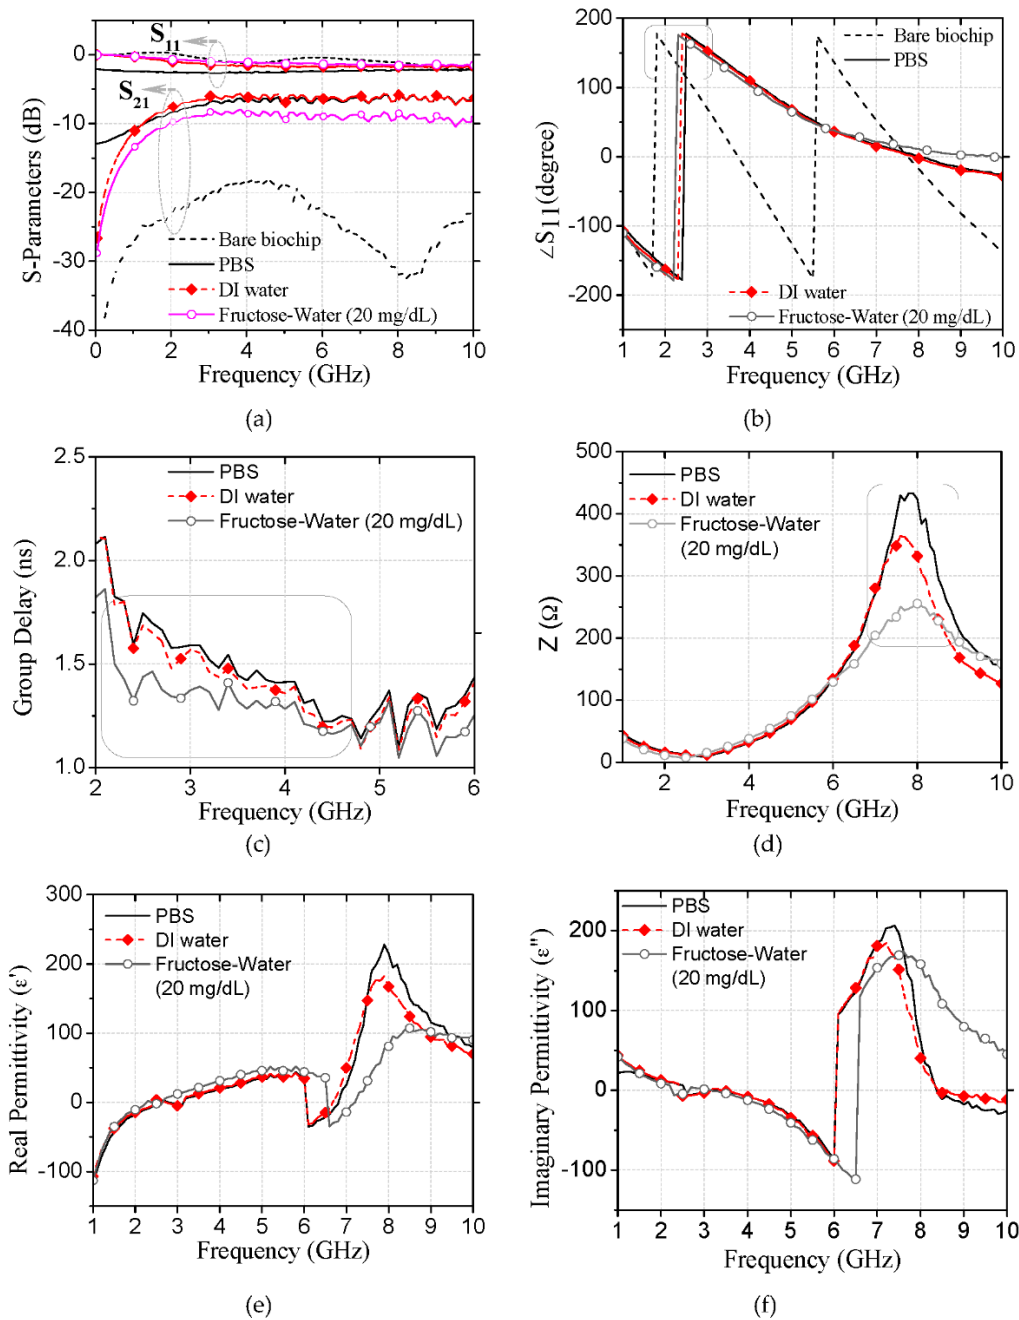 S11
S21
S-Parameters (dB)
0
-10
-20
-30
-40
Bare biochip
PBS
DI water
Fructose-Water (20 mg/dL)
0 2 4 6 8 10
Frequency (GHz)
(a)
∠S11(degree)
200
100
0
-100
-200
Bare biochip
PBS
DI water
Fructose-Water (20 mg/dL)
1 2 3 4 5 6 7 8 9 10
Frequency (GHz)
(b)
Group Delay (ns)
2.5
2.0
1.5
1.0
PBS
DI water
Fructose-Water (20 mg/dL)
2 3 4 5 6
Frequency (GHz)
(c)
Z (Ω)
500
400
300
200
100
0
PBS
DI water
Fructose-Water
(20 mg/dL)
2 4 6 8 10
Frequency (GHz)
(d)
Real Permittivity (ε')
300
200
100
0
-100
PBS
DI water
Fructose-Water
(20 mg/dL)
1 2 3 4 5 6 7 8 9 10
Frequency (GHz)
(e)
Imaginary Permittivity (ε'')
200
100
0
-100
PBS
DI water
Fructose-Water
(20 mg/dL)
1 2 3 4 5 6 7 8 9 10
Frequency (GHz)
(f)